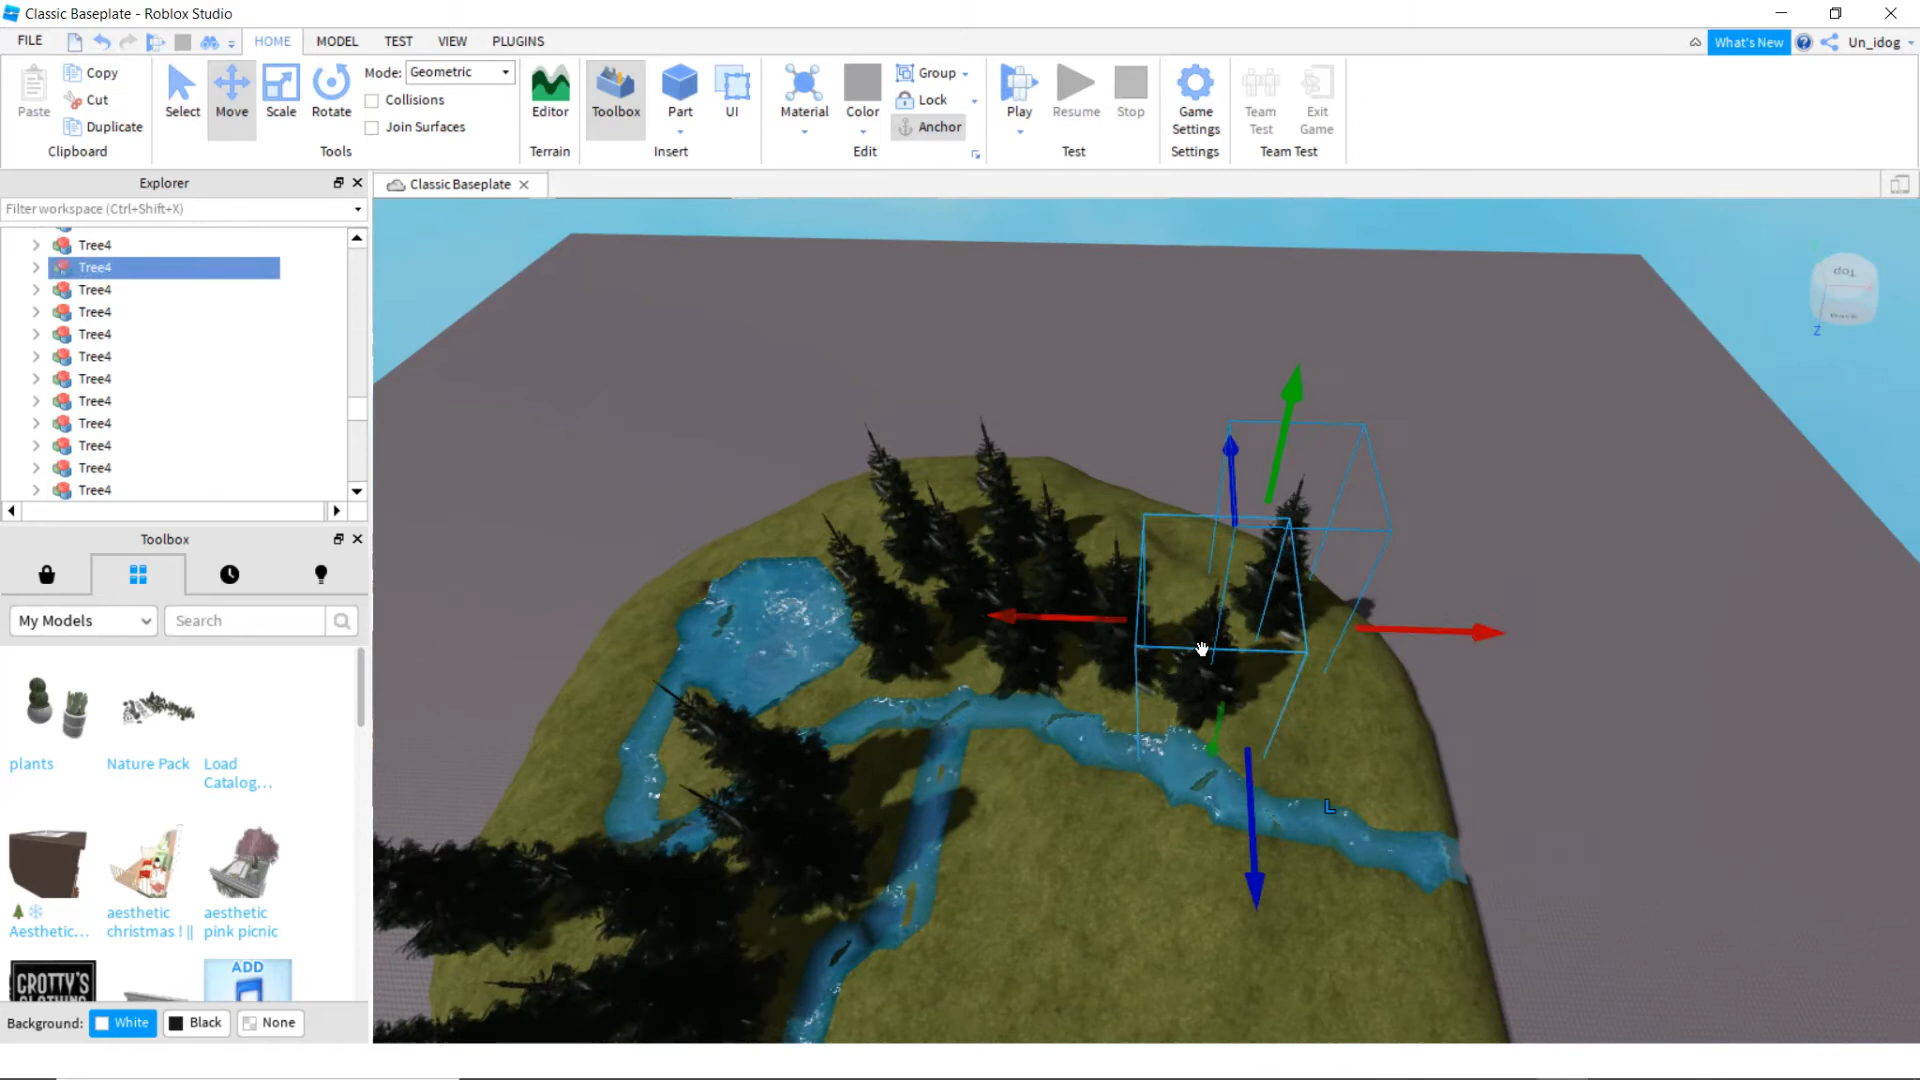 Classic Baseplate - Roblox Studio
FILE
HOME
MODEL
TEST
VIEW
PLUGINS
What's New
Un_idog
Paste
Copy
Cut
Duplicate
Clipboard
Select
Move
Scale
Rotate
Mode: Geometric
Collisions
Join Surfaces
Tools
Editor
Terrain
Toolbox
Part
UI
Insert
Material
Color
Group
Lock
Anchor
Edit
Play
Resume
Stop
Test
Game Settings
Settings
Team Test
Exit Game
Team Test
Explorer
Classic Baseplate
Filter workspace (Ctrl+Shift+X)
Tree4
Tree4
Tree4
Tree4
Tree4
Tree4
Tree4
Tree4
Tree4
Tree4
Tree4
Tree4
Top
Back
Z
L
Toolbox
My Models
Search
plants
Nature Pack
Load Catalog...
Aesthetic...
aesthetic christmas ! ||
aesthetic pink picnic
CROTTY'S
ADD
Background: White Black None